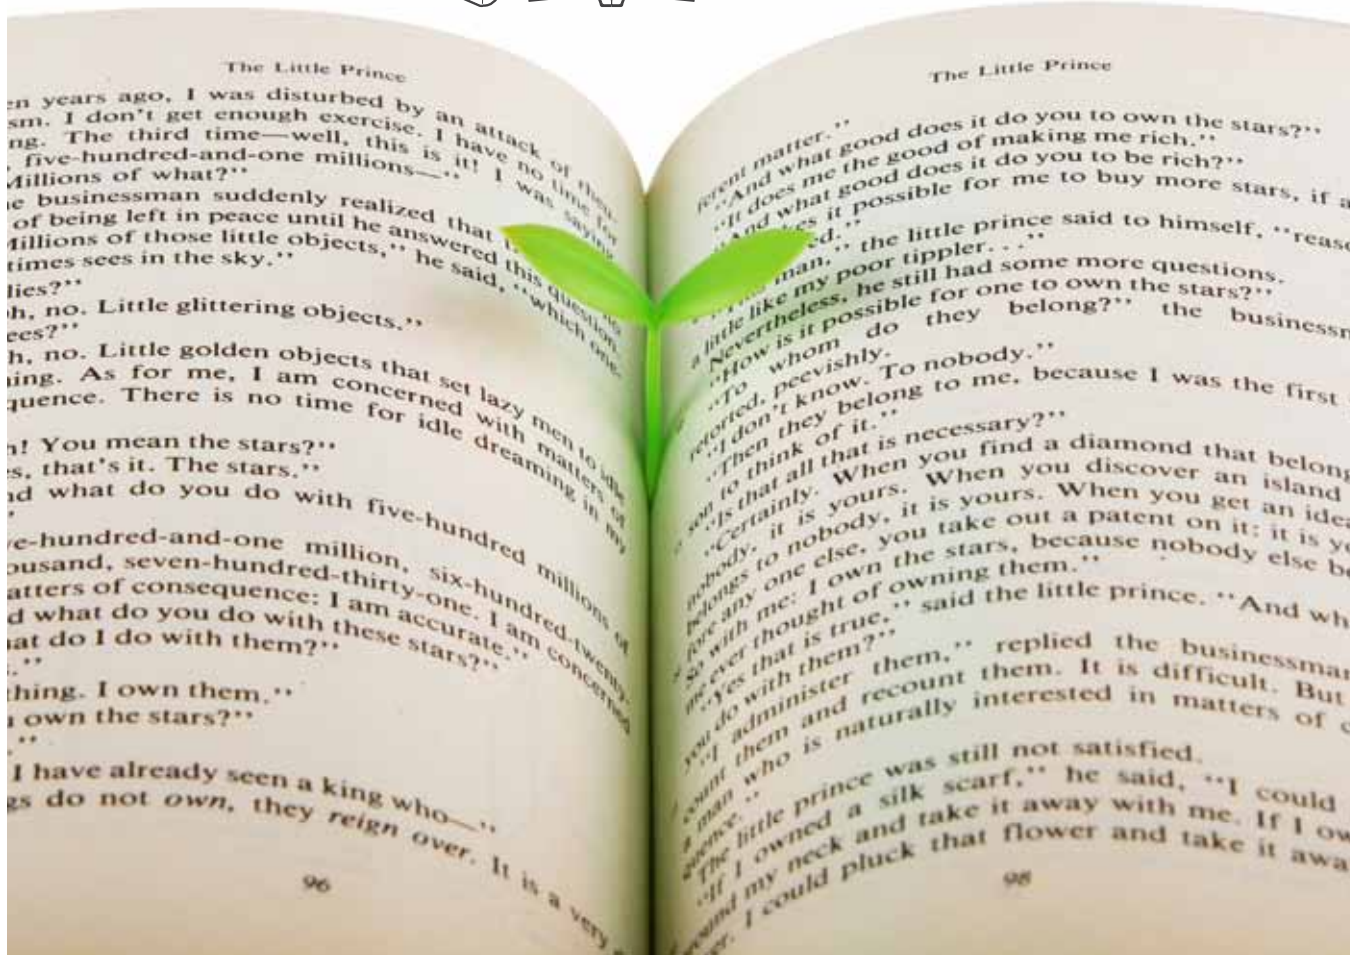 The Little Prince
en years ago, I was disturbed by an attack of rheu-
sm. I don't get enough exercise. I have no time for
ng. The third time—well, this is it! I was saying
five-hundred-and-one millions—"
Millions of what?"
e businessman suddenly realized that
of being left in peace until he answered this question.
Millions of those little objects," he said, "which one
times sees in the sky."
lies?"
h, no. Little glittering objects."
ees?"
h, no. Little golden objects that set lazy men to idle
ing. As for me, I am concerned with matters of
quence. There is no time for idle dreaming in my
h! You mean the stars?"
s, that's it. The stars."
nd what do you do with five-hundred millions of
"
e-hundred-and-one million, six-hundred-twenty-
ousand, seven-hundred-thirty-one. I am concerned
atters of consequence: I am accurate."
d what do you do with these stars?"
at do I do with them?"
."
hing. I own them."
u own the stars?"
."
I have already seen a king who—"
gs do not own, they reign over. It is a very
96
The Little Prince
ferent matter."
"And what good does it do you to own the stars?"
"It does me the good of making me rich."
"And what good does it do you to be rich?"
it possible for me to buy more stars, if a
ed."
man," the little prince said to himself, "reaso
a little like my poor tippler. . ."
Nevertheless, he still had some more questions.
"How is it possible for one to own the stars?"
"To whom do they belong?" the businessm
retorted, peevishly.
"I don't know. To nobody."
"Then they belong to me, because I was the first
son to think of it."
"Is that all that is necessary?"
"Certainly. When you find a diamond that belong
nobody, it is yours. When you discover an island
belongs to nobody, it is yours. When you get an idea
fore any one else, you take out a patent on it: it is yo
So with me: I own the stars, because nobody else be
me ever thought of owning them."
"Yes that is true," said the little prince. "And wh
you do with them?"
"I administer them," replied the businessman
count them and recount them. It is difficult. But
a man who is naturally interested in matters of c
quence."
The little prince was still not satisfied.
"If I owned a silk scarf," he said, "I could
round my neck and take it away with me. If I ow
er, I could pluck that flower and take it awa
98